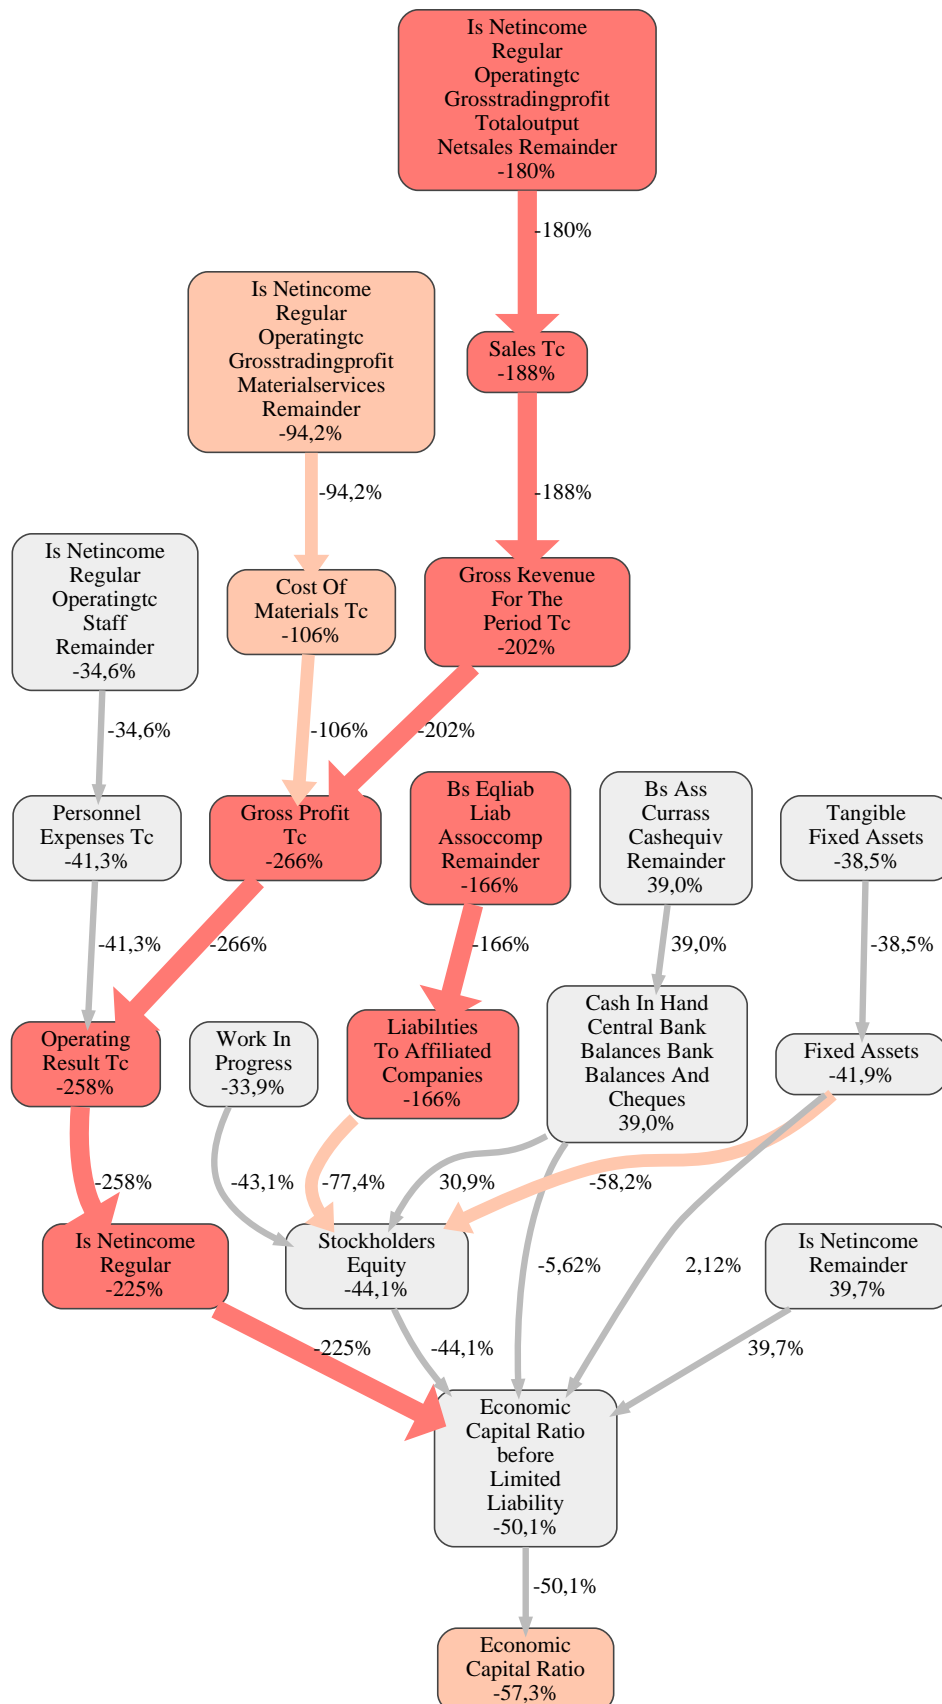 Is Netincome
Regular
Operatingtc
Grosstradingprofit
Totaloutput
Netsales Remainder
-180%
-180%
Is Netincome
Regular
Operatingtc
Grosstradingprofit
Materialservices
Remainder
-94,2%
Sales Tc
-188%
-94,2%
-188%
Is Netincome
Regular
Operatingtc
Staff
Remainder
-34,6%
Cost Of
Materials Tc
-106%
Gross Revenue
For The
Period Tc
-202%
-34,6%
-106%
-202%
Personnel
Expenses Tc
-41,3%
Gross Profit
Tc
-266%
Bs Eqliab
Liab
Assoccomp
Remainder
-166%
Bs Ass
Currass
Cashequiv
Remainder
39,0%
Tangible
Fixed Assets
-38,5%
-41,3%
-266%
-166%
39,0%
-38,5%
Operating
Result Tc
-258%
Work In
Progress
-33,9%
Liabilities
To Affiliated
Companies
-166%
Cash In Hand
Central Bank
Balances Bank
Balances And
Cheques
39,0%
Fixed Assets
-41,9%
-258%
-43,1%
-77,4%
30,9%
-58,2%
Is Netincome
Regular
-225%
Stockholders
Equity
-44,1%
-5,62%
2,12%
Is Netincome
Remainder
39,7%
-225%
-44,1%
39,7%
Economic
Capital Ratio
before
Limited
Liability
-50,1%
-50,1%
Economic
Capital Ratio
-57,3%